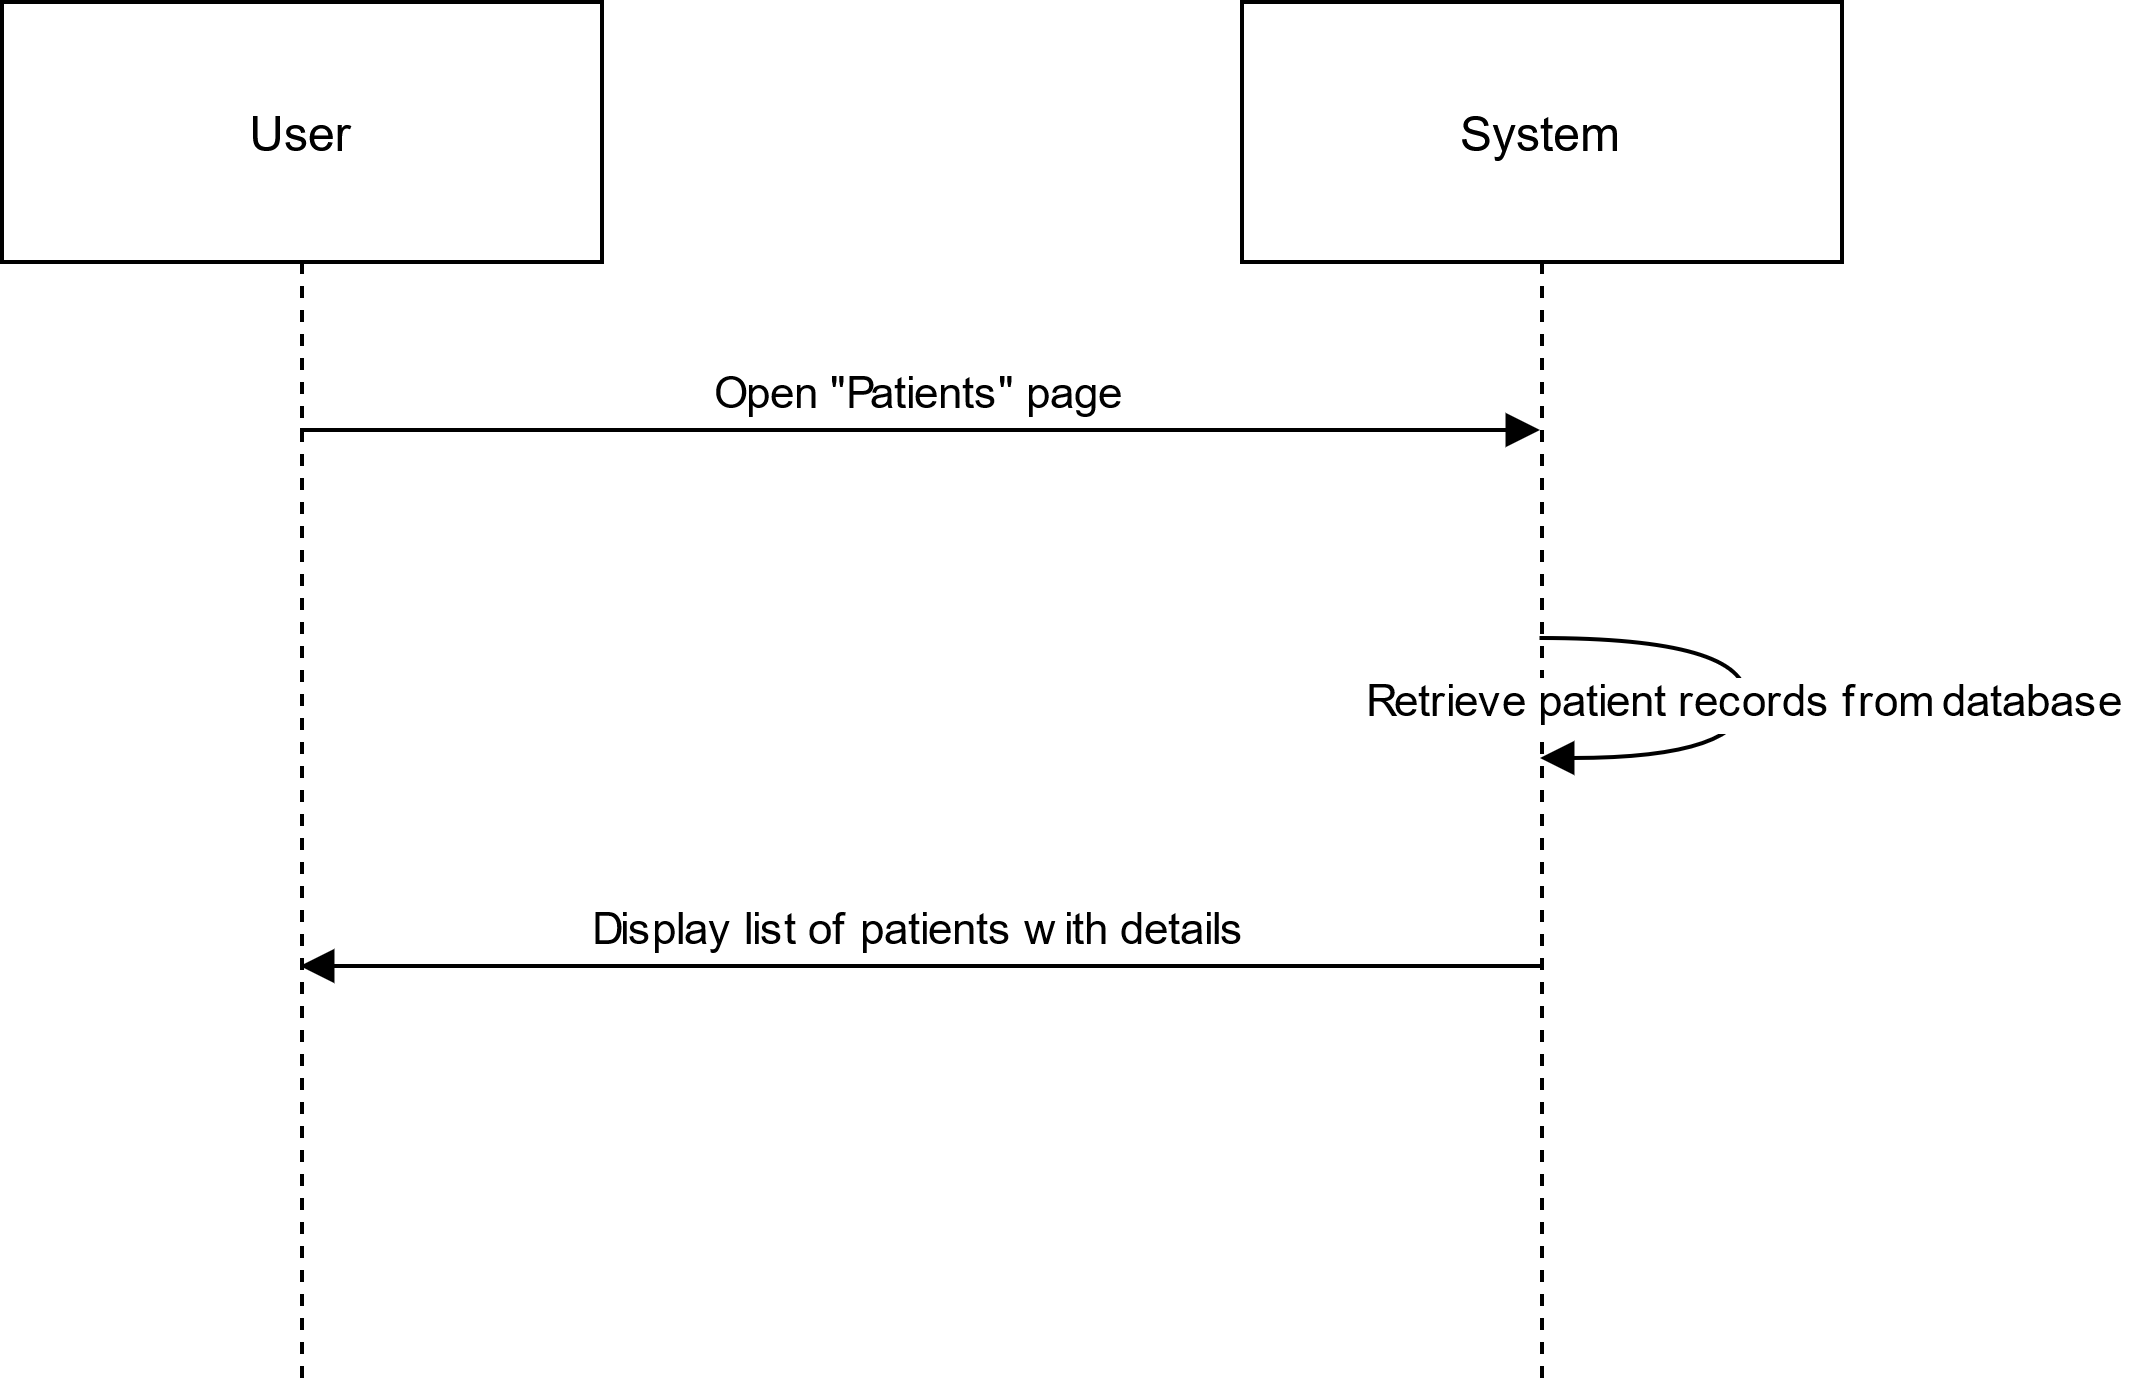 User
System
Open "Patients" page
Retrieve patient records from database
Display list of patients with details